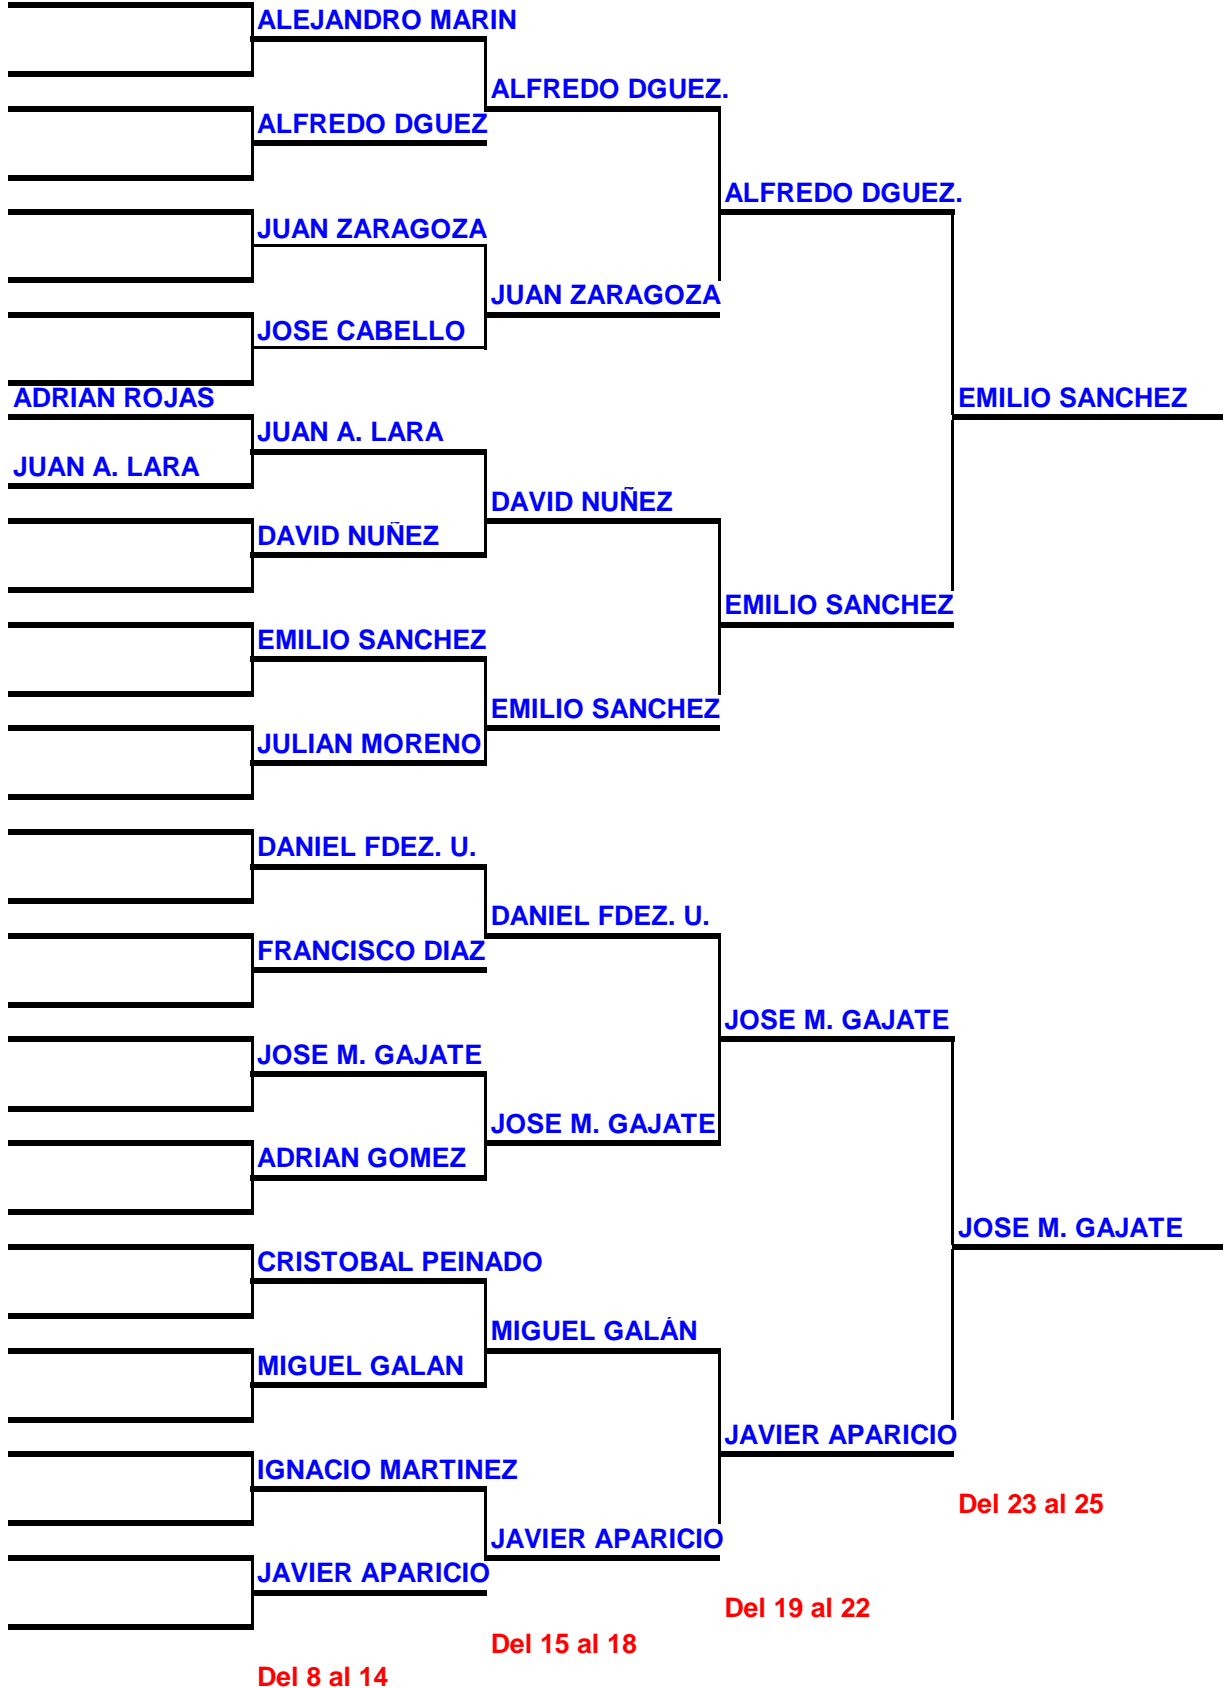 ALEJANDRO MARIN
ALFREDO DGUEZ.
ALFREDO DGUEZ
ALFREDO DGUEZ.
JUAN ZARAGOZA
JUAN ZARAGOZA
JOSE CABELLO
ADRIAN ROJAS
EMILIO SANCHEZ
JUAN A. LARA
JUAN A. LARA
DAVID NUÑEZ
DAVID NUÑEZ
EMILIO SANCHEZ
EMILIO SANCHEZ
EMILIO SANCHEZ
JULIAN MORENO
DANIEL FDEZ. U.
DANIEL FDEZ. U.
FRANCISCO DIAZ
JOSE M. GAJATE
JOSE M. GAJATE
JOSE M. GAJATE
ADRIAN GOMEZ
JOSE M. GAJATE
CRISTOBAL PEINADO
MIGUEL GALÁN
MIGUEL GALAN
JAVIER APARICIO
IGNACIO MARTINEZ
Del 23 al 25
JAVIER APARICIO
JAVIER APARICIO
Del 19 al 22
Del 15 al 18
Del 8 al 14